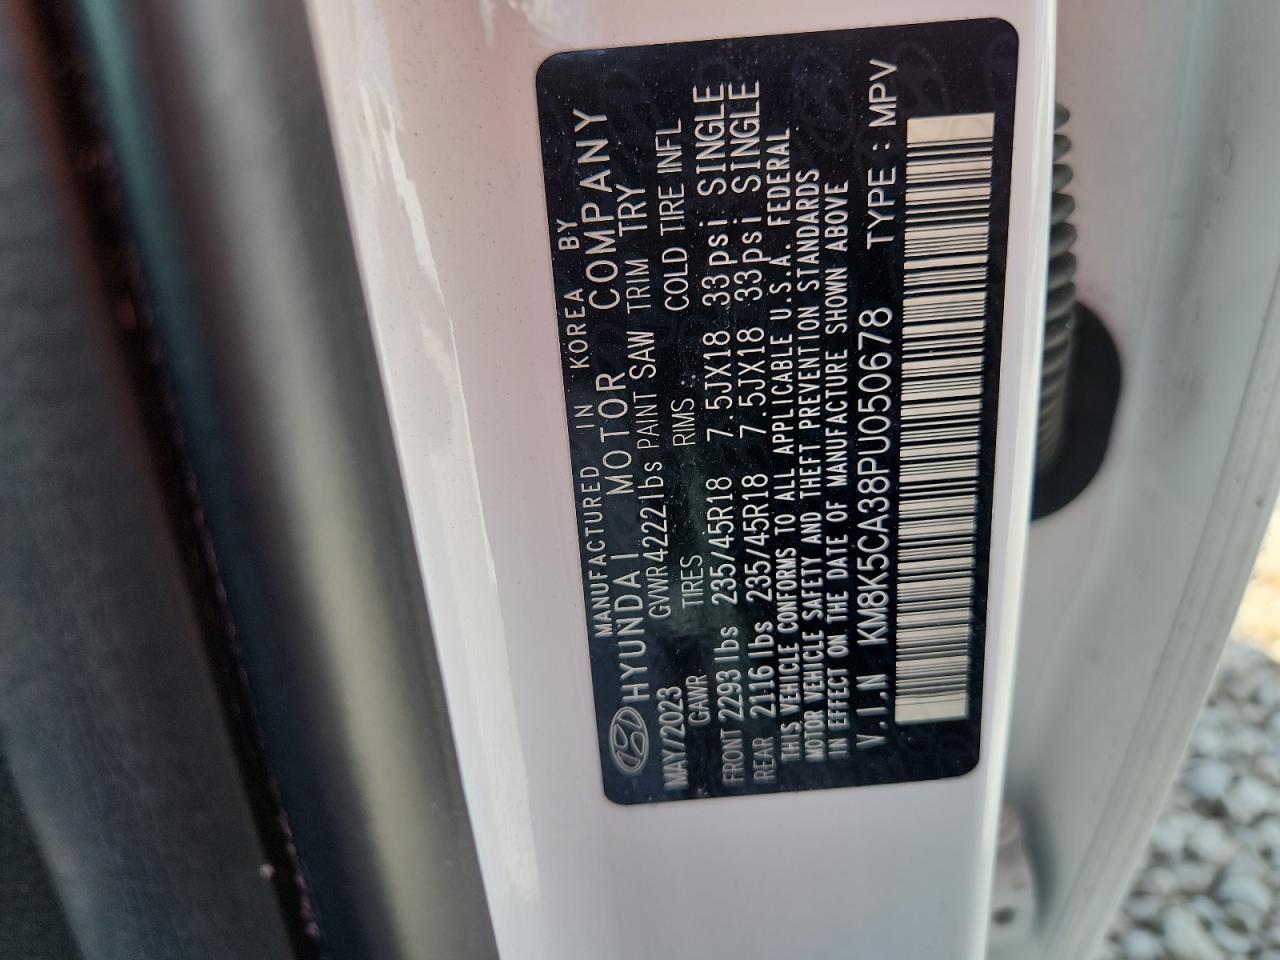 MANUFACTURED IN KOREA BY
HYUNDAI MOTOR COMPANY
MAY/2023 GVWR 4222lbs PAINT SAW TRIM TRY
GAWR TIRES RIMS COLD TIRE INFL
FRONT 2293 lbs 235/45R18 7.5JX18 33psi SINGLE
REAR 2116 lbs 235/45R18 7.5JX18 33psi SINGLE
THIS VEHICLE CONFORMS TO ALL APPLICABLE U.S.A. FEDERAL
MOTOR VEHICLE SAFETY AND THEFT PREVENTION STANDARDS
IN EFFECT ON THE DATE OF MANUFACTURE SHOWN ABOVE
V.I.N KM8K5CA38PU050678 TYPE : MPV